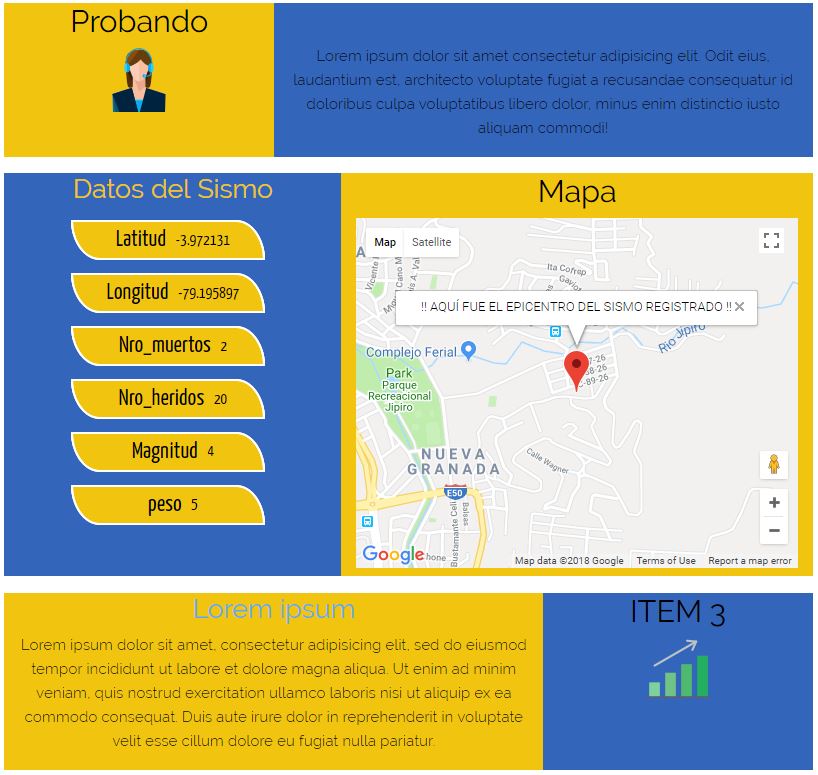 Probando
Lorem ipsum dolor sit amet consectetur adipisicing elit. Odit eius,
laudantium est, architecto voluptate fugiat a recusandae consequatur id
doloribus culpa voluptatibus libero dolor, minus enim distinctio iusto
aliquam commodi!
Datos del Sismo
Latitud -3.972131
Longitud -79.195897
Nro_muertos 2
Nro_heridos 20
Magnitud 4
peso 5
Mapa
Map Satellite
Ita Cofrep
!! AQUÍ FUE EL EPICENTRO DEL SISMO REGISTRADO !!
Rio Jipiro
Complejo Ferial
Park
Parque
Recreacional
Jipiro
C-89-26
NUEVA
GRANADA
Calle Wagner
E50
Balsas
Google
Map data ©2018 Google Terms of Use Report a map error
Lorem ipsum
Lorem ipsum dolor sit amet, consectetur adipisicing elit, sed do eiusmod
tempor incididunt ut labore et dolore magna aliqua. Ut enim ad minim
veniam, quis nostrud exercitation ullamco laboris nisi ut aliquip ex ea
commodo consequat. Duis aute irure dolor in reprehenderit in voluptate
velit esse cillum dolore eu fugiat nulla pariatur.
ITEM 3